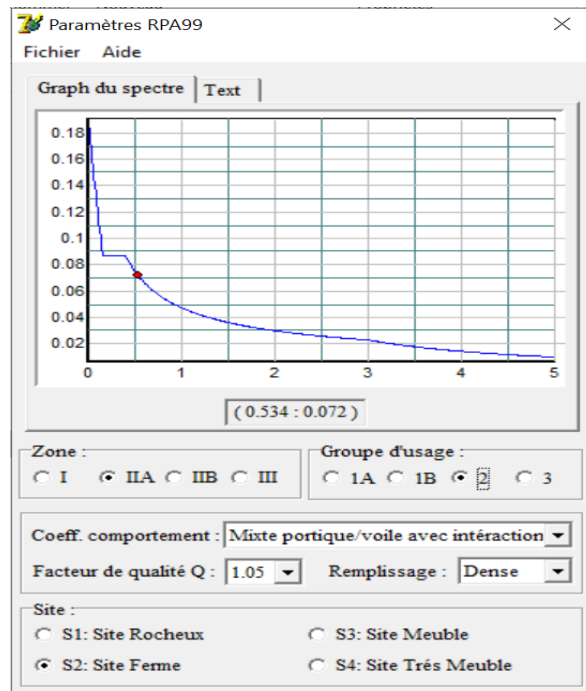 Paramètres RPA99
Fichier Aide
Graph du spectre Text
0.18
0.16
0.14
0.12
0.1
0.08
0.06
0.04
0.02
0 1 2 3 4 5
( 0.534 : 0.072 )
Zone : Groupe d'usage :
I IIA IIB III 1A 1B 2 3
Coeff. comportement : Mixte portique/voile avec intéraction
Facteur de qualité Q : 1.05 Remplissage : Dense
Site :
S1: Site Rocheux S3: Site Meuble
S2: Site Ferme S4: Site Trés Meuble